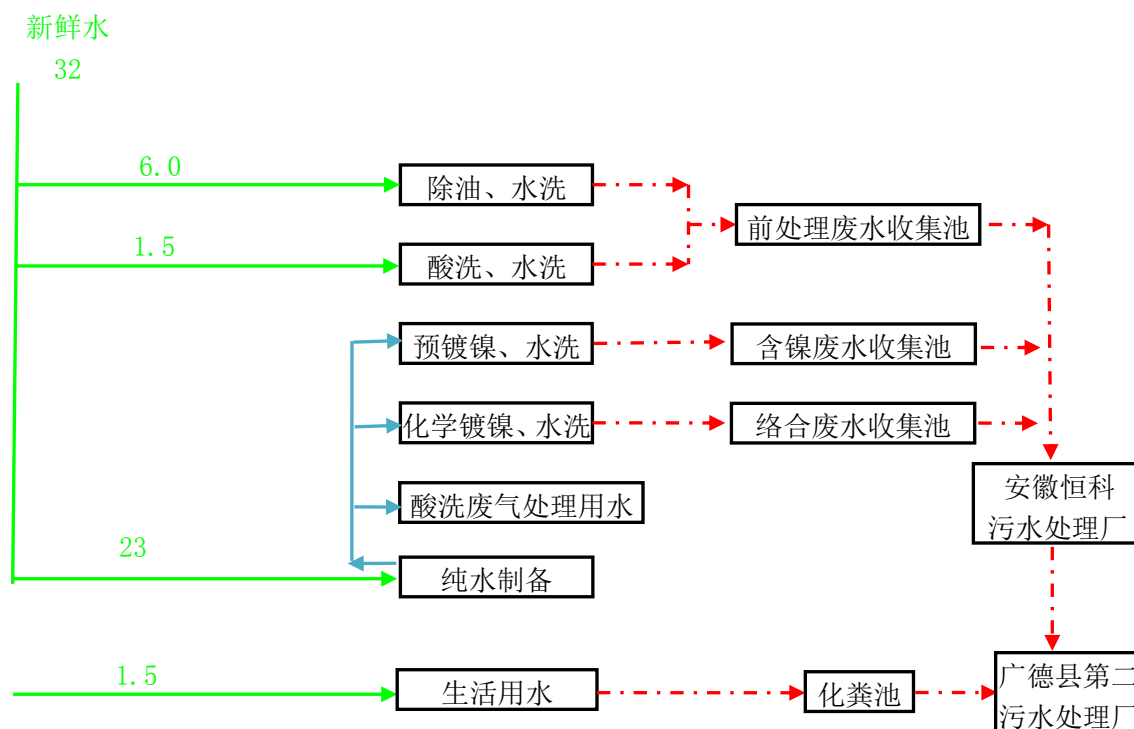 新鲜水
32
6.0
除油、水洗
前处理废水收集池
1.5
酸洗、水洗
预镀镍、水洗
含镍废水收集池
化学镀镍、水洗
络合废水收集池
安徽恒科
污水处理厂
酸洗废气处理用水
23
纯水制备
1.5
生活用水
化粪池
广德县第二
污水处理厂